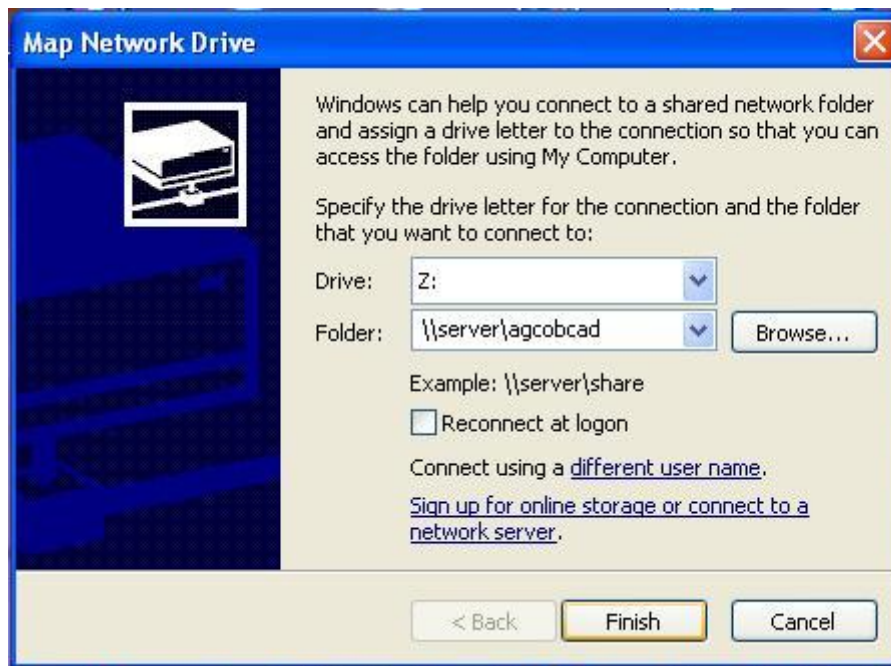 Map Network Drive
Windows can help you connect to a shared network folder
and assign a drive letter to the connection so that you can
access the folder using My Computer.
Specify the drive letter for the connection and the folder
that you want to connect to:
Drive: Z:
Folder: \\server\agcobcad Browse...
Example: \\server\share
Reconnect at logon
Connect using a different user name.
Sign up for online storage or connect to a
network server.
< Back Finish Cancel